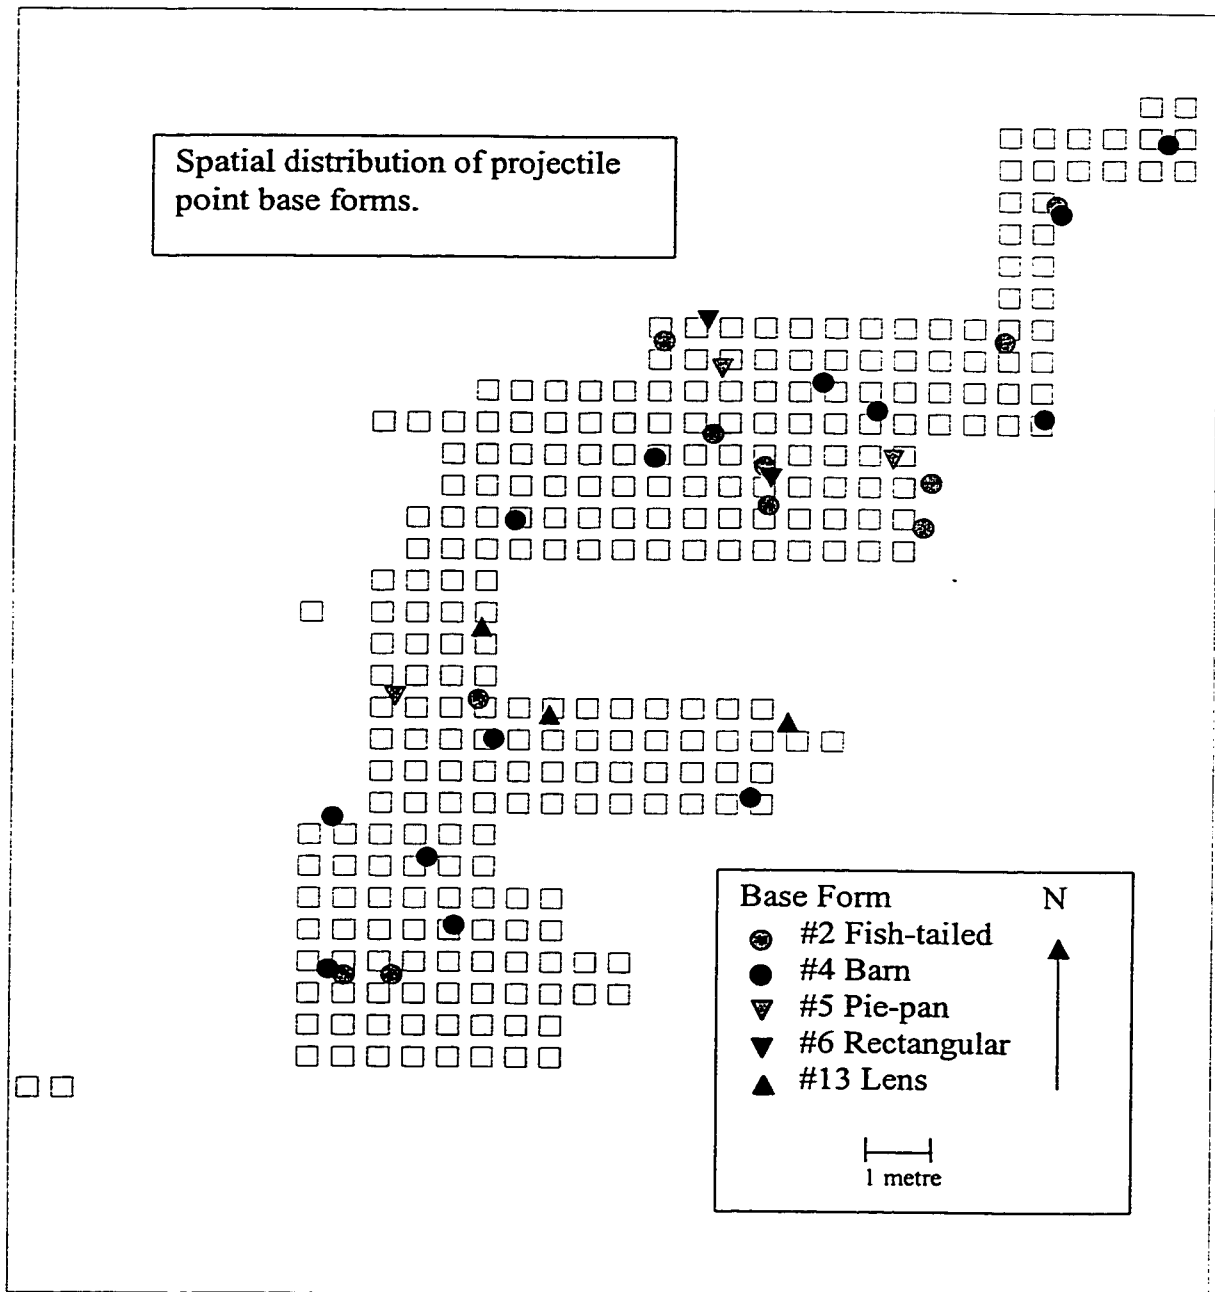 Spatial distribution of projectile
point base forms.
Base Form
N
#2 Fish-tailed
#4 Barn
#5 Pie-pan
#6 Rectangular
#13 Lens
1 metre